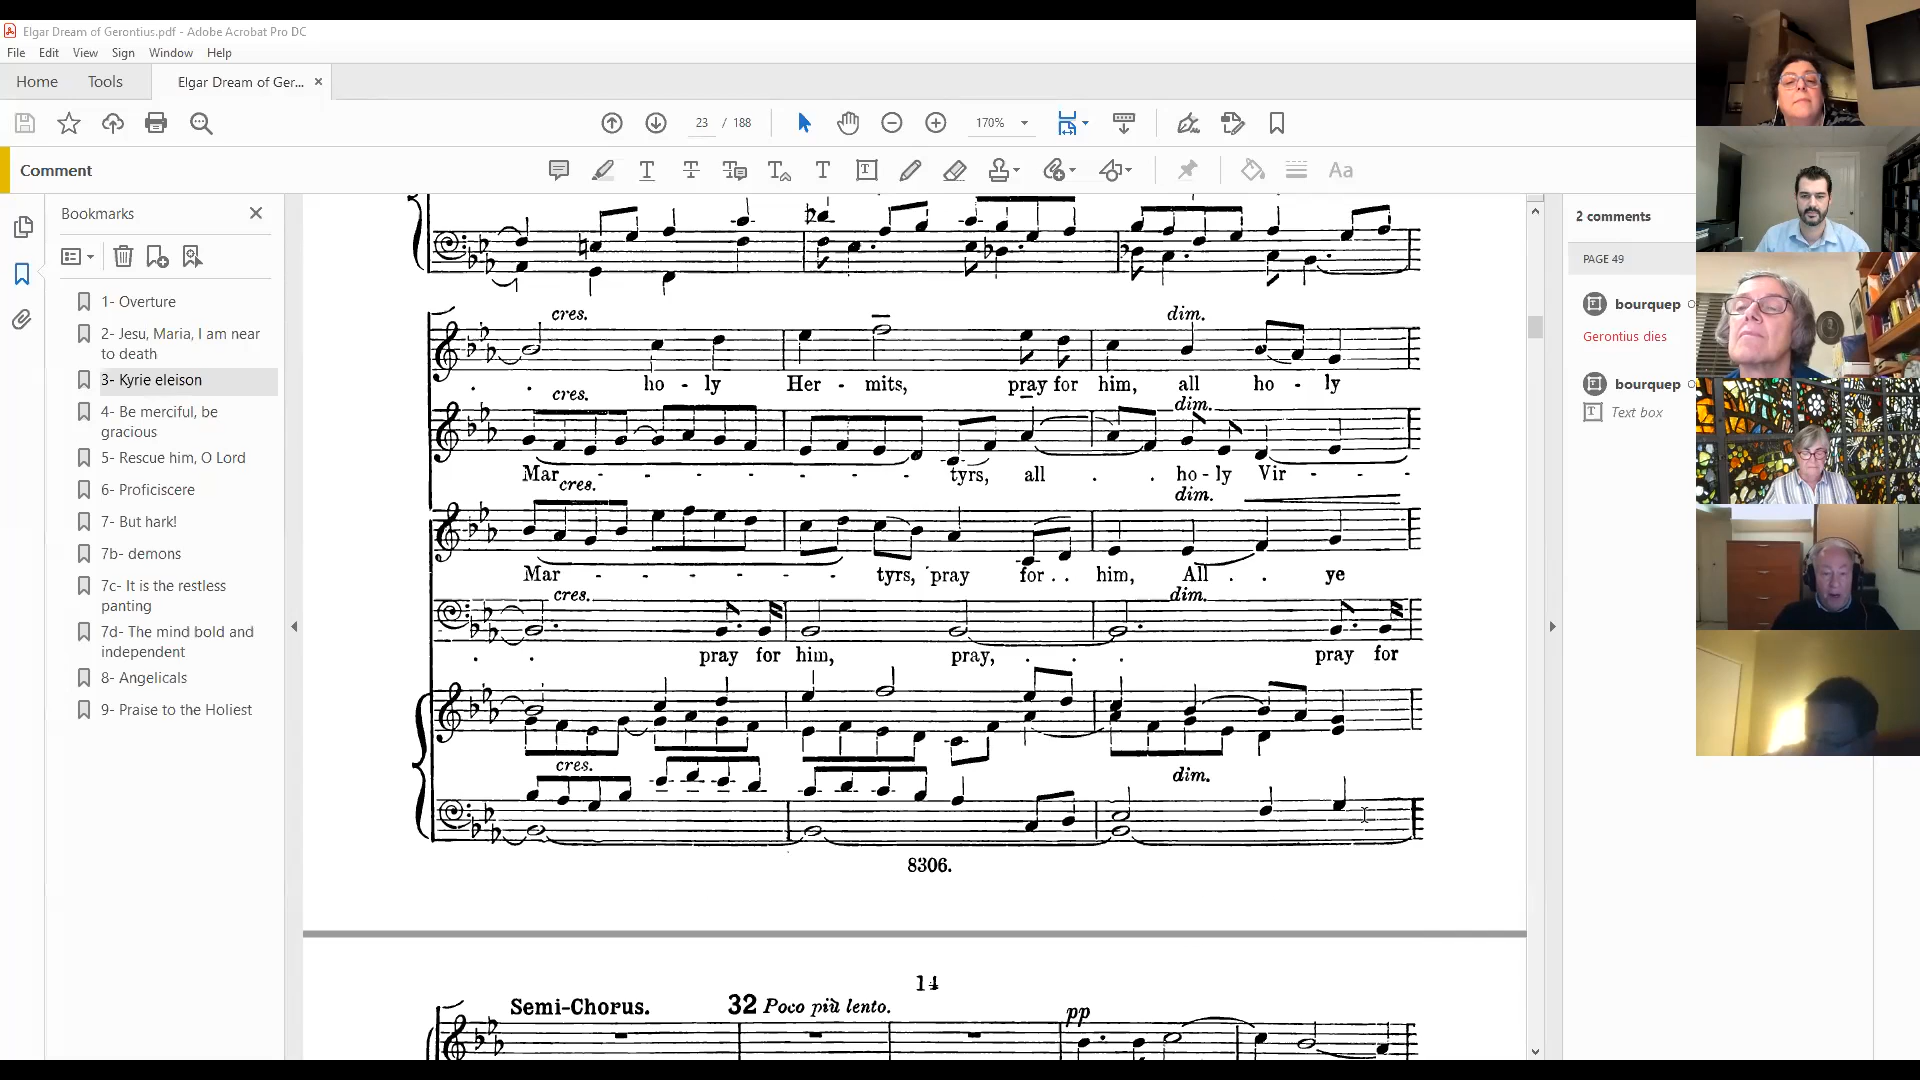 Elgar Dream of Gerontius.pdf - Adobe Acrobat Pro DC
File Edit View Sign Window Help
Home Tools Elgar Dream of Ger... ×
23 / 188 170%
Comment
Aa
Bookmarks
1- Overture
2- Jesu, Maria, I am near
to death
3- Kyrie eleison
4- Be merciful, be
gracious
5- Rescue him, O Lord
6- Proficiscere
7- But hark!
7b- demons
7c- It is the restless
panting
7d- The mind bold and
independent
8- Angelicals
9- Praise to the Holiest
cres. dim.
. . ho - ly Her - mits, pray for him, all ho - ly
cres. dim.
Mar - - - - - - - - tyrs, all . . ho - ly Vir - - -
cres. dim.
Mar - - - - - tyrs, pray for . . him, All . . ye
cres. dim.
. . pray for him, pray, . . . pray for
cres. dim.
8306.
14
Semi-Chorus. 32 Poco più lento. pp
2 comments
PAGE 49
bourquep
Gerontius dies
bourquep
Text box